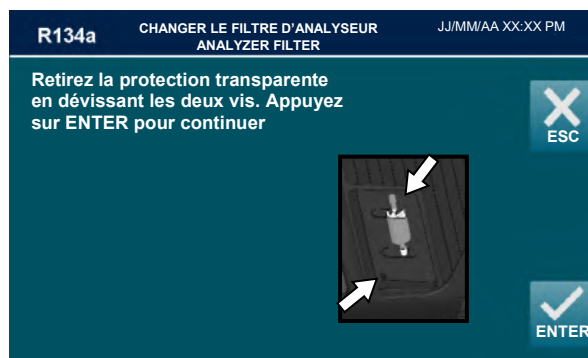 R134a
CHANGER LE FILTRE D'ANALYSEUR
ANALYZER FILTER
JJ/MM/AA XX:XX PM
Retirez la protection transparente
en dévissant les deux vis. Appuyez
sur ENTER pour continuer
ESC
ENTER